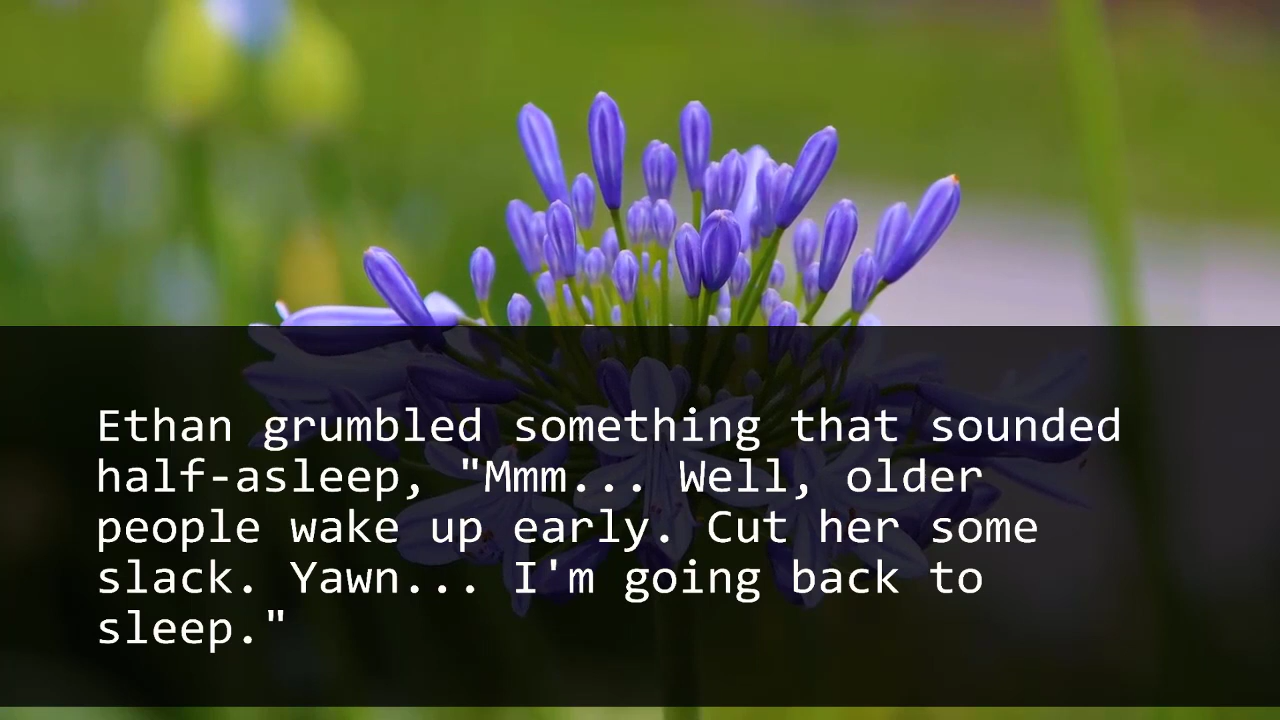 Ethan grumbled something that sounded
half-asleep, "Mmm... Well, older
people wake up early. Cut her some
slack. Yawn... I'm going back to
sleep."